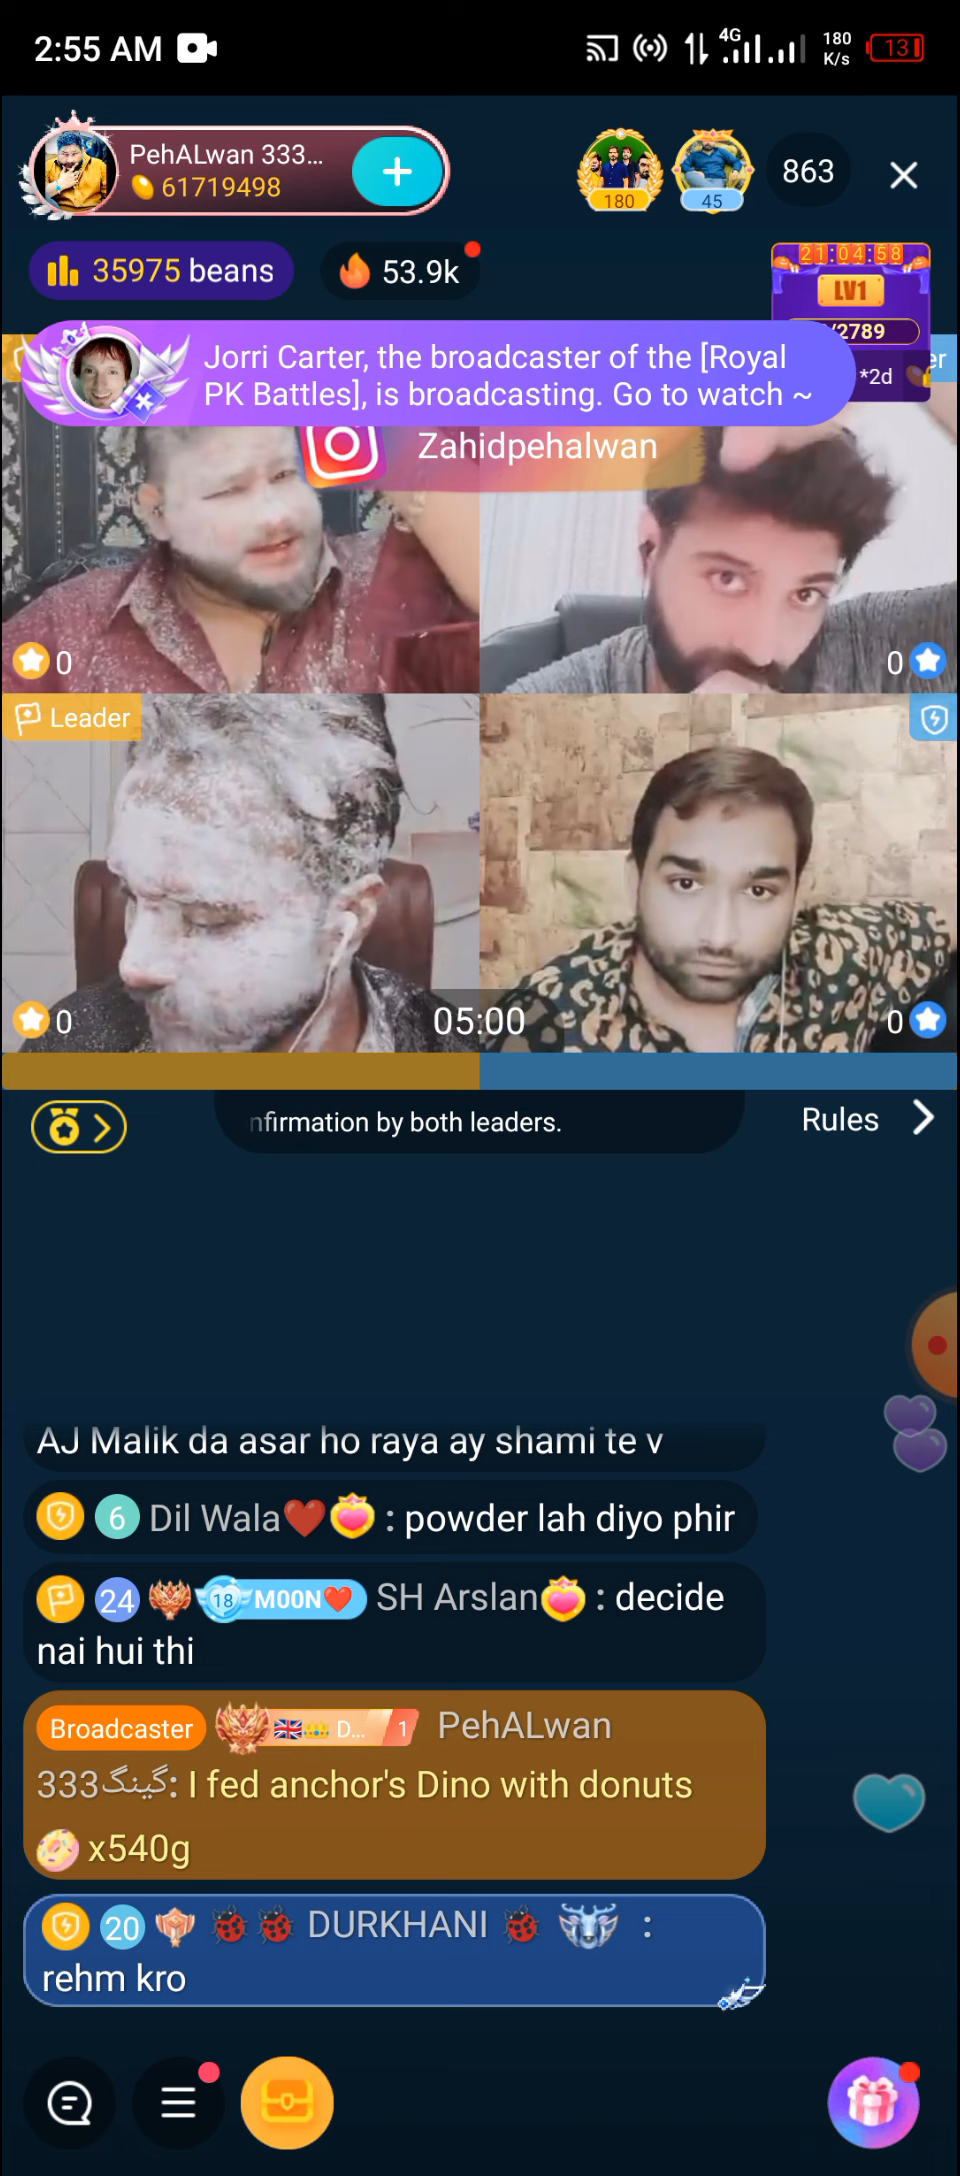 2:55 AM
4G
180
K/s
13
PehALwan 333...
61719498
180
45
863
35975 beans
53.9k
21:04:58
LV1
/2789
*2d
er
Jorri Carter, the broadcaster of the [Royal
PK Battles], is broadcasting. Go to watch ~
Zahidpehalwan
0
0
Leader
0
05:00
0
nfirmation by both leaders.
Rules
AJ Malik da asar ho raya ay shami te v
6 Dil Wala❤️ : powder lah diyo phir
24 18 M00N❤️ SH Arslan : decide
nai hui thi
Broadcaster 🇬🇧👑 D... 1 PehALwan
333گینگ: I fed anchor's Dino with donuts
🍩 x540g
20 🐞🐞 DURKHANI 🐞 :
rehm kro